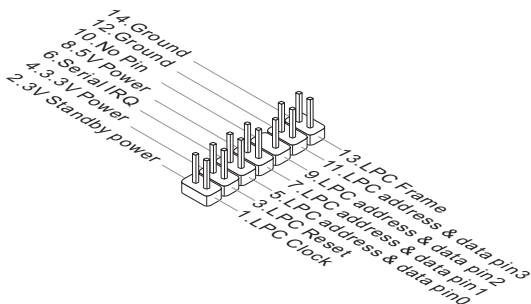 14.Ground
12.Ground
10.No Pin
8.5V Power
6.Serial IRQ
4.3.3V Power
2.3V Standby power
13.LPC Frame
11.LPC address & data pin3
9.LPC address & data pin2
7.LPC address & data pin1
5.LPC address & data pin0
3.LPC Reset
1.LPC Clock